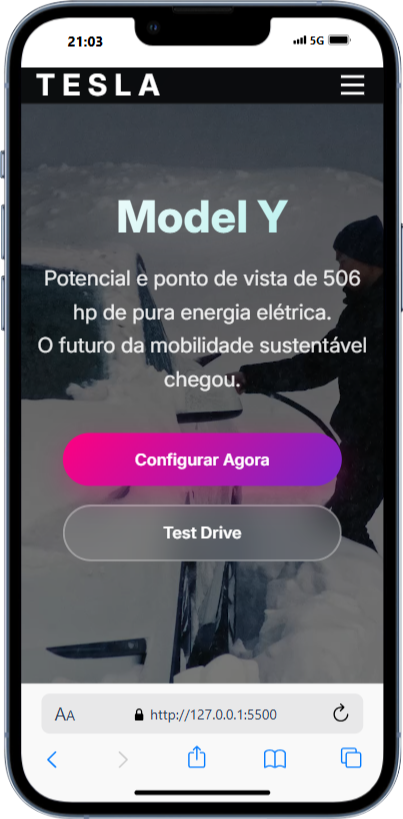 21:03
5G
TESLA
Model Y
Potencial e ponto de vista de 506
hp de pura energia elétrica.
O futuro da mobilidade sustentável
chegou.
Configurar Agora
Test Drive
AA
http://127.0.0.1:5500